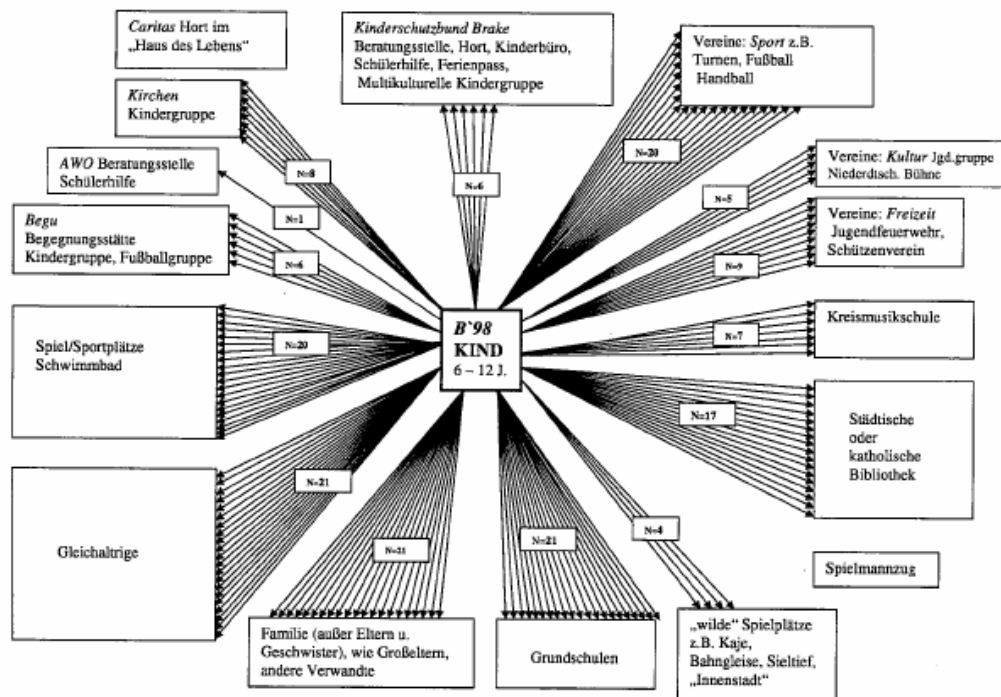 Caritas Hort im
„Haus des Lebens“
Kinderschutzbund Brake
Beratungsstelle, Hort, Kinderbüro,
Schülerhilfe, Ferienpass,
Multikulturelle Kindergruppe
Vereine: Sport z.B.
Turnen, Fußball
Handball
Kirchen
Kindergruppe
AWO Beratungsstelle
Schülerhilfe
Vereine: Kultur Jgd.gruppe
Niederdtsch. Bühne
Begu
Begegnungsstätte
Kindergruppe, Fußballgruppe
Vereine: Freizeit
Jugendfeuerwehr,
Schützenverein
N=8
N=6
N=20
N=5
N=1
N=6
N=9
Spiel/Sportplätze
Schwimmbad
N=20
B`98
KIND
6 – 12 J.
N=7
Kreismusikschule
N=17
Städtische
oder
katholische
Bibliothek
Gleichaltrige
N=21
N=21
N=21
N=4
Spielmannzug
Familie (außer Eltern u.
Geschwister), wie Großeltern,
andere Verwandte
Grundschulen
„wilde“ Spielplätze
z.B. Kaje,
Bahngleise, Sieltief,
„Innenstadt“